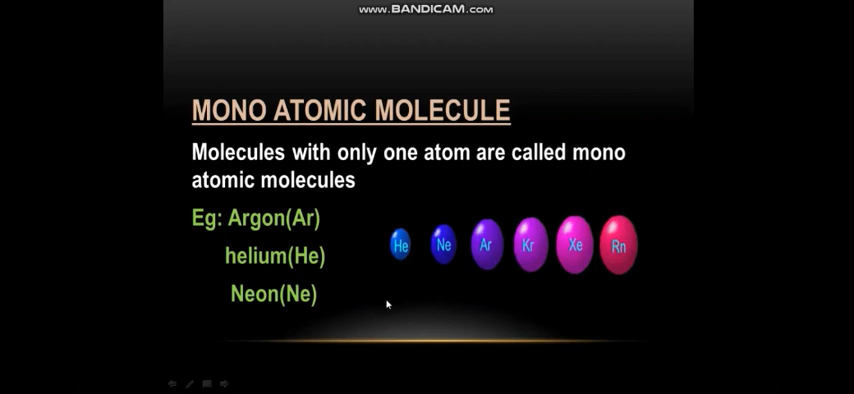 WWW.BANDICAM.COM
MONO ATOMIC MOLECULE
Molecules with only one atom are called mono
atomic molecules
Eg: Argon(Ar)
helium(He)
Neon(Ne)
He Ne Ar Kr Xe Rn